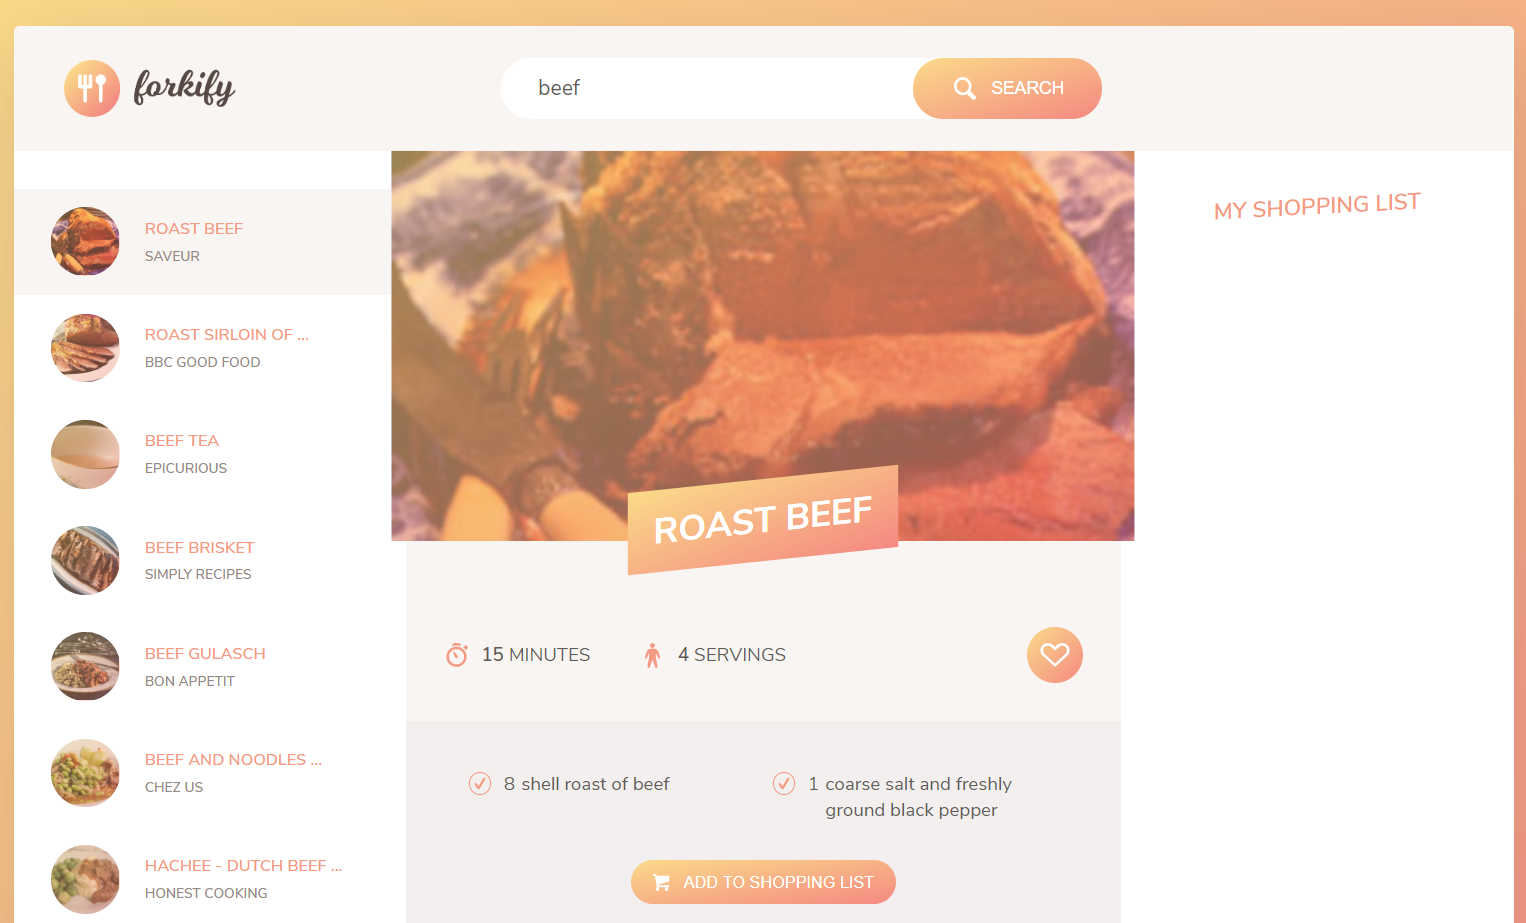 forkify
beef
SEARCH
ROAST BEEF
SAVEUR
ROAST SIRLOIN OF ...
BBC GOOD FOOD
BEEF TEA
EPICURIOUS
BEEF BRISKET
SIMPLY RECIPES
BEEF GULASCH
BON APPETIT
BEEF AND NOODLES ...
CHEZ US
HACHEE - DUTCH BEEF ...
HONEST COOKING
ROAST BEEF
15 MINUTES
4 SERVINGS
8 shell roast of beef
1 coarse salt and freshly
ground black pepper
ADD TO SHOPPING LIST
MY SHOPPING LIST